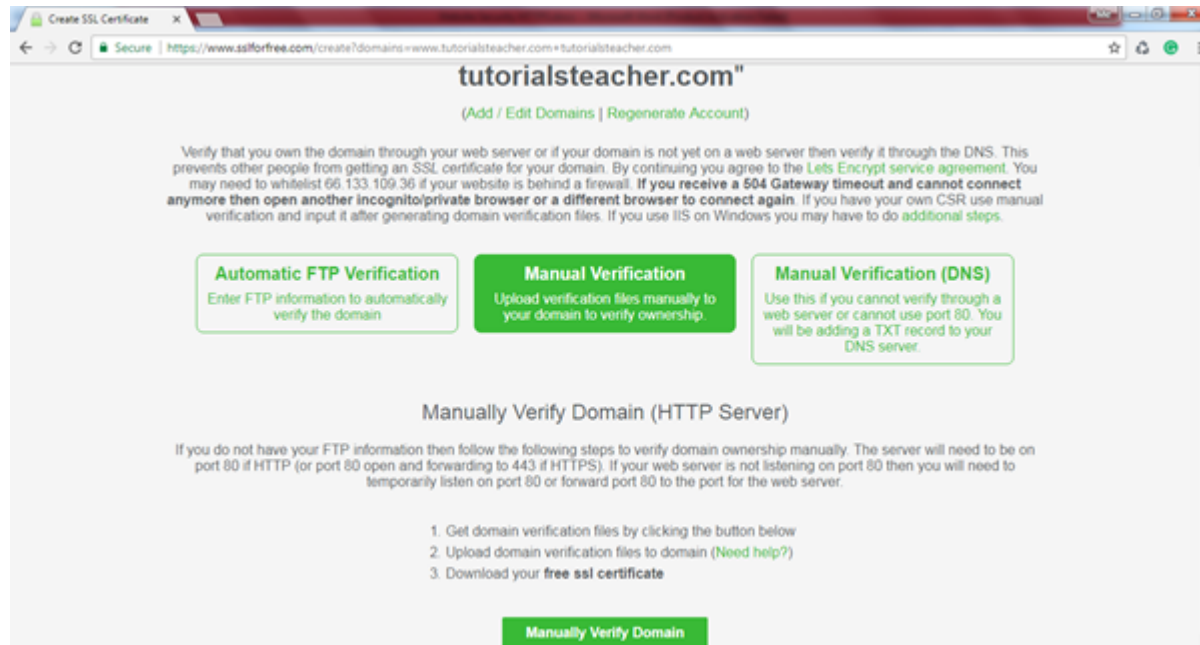 Create SSL Certificate
Secure | https://www.sslforfree.com/create?domains=www.tutorialsteacher.com+tutorialsteacher.com
tutorialsteacher.com"
(Add / Edit Domains | Regenerate Account)
Verify that you own the domain through your web server or if your domain is not yet on a web server then verify it through the DNS. This
prevents other people from getting an SSL certificate for your domain. By continuing you agree to the Lets Encrypt service agreement. You
may need to whitelist 66.133.109.36 if your website is behind a firewall. If you receive a 504 Gateway timeout and cannot connect
anymore then open another incognito/private browser or a different browser to connect again. If you have your own CSR use manual
verification and input it after generating domain verification files. If you use IIS on Windows you may have to do additional steps.
Automatic FTP Verification
Enter FTP information to automatically
verify the domain
Manual Verification
Upload verification files manually to
your domain to verify ownership.
Manual Verification (DNS)
Use this if you cannot verify through a
web server or cannot use port 80. You
will be adding a TXT record to your
DNS server.
Manually Verify Domain (HTTP Server)
If you do not have your FTP information then follow the following steps to verify domain ownership manually. The server will need to be on
port 80 if HTTP (or port 80 open and forwarding to 443 if HTTPS). If your web server is not listening on port 80 then you will need to
temporarily listen on port 80 or forward port 80 to the port for the web server.
1. Get domain verification files by clicking the button below
2. Upload domain verification files to domain (Need help?)
3. Download your free ssl certificate
Manually Verify Domain